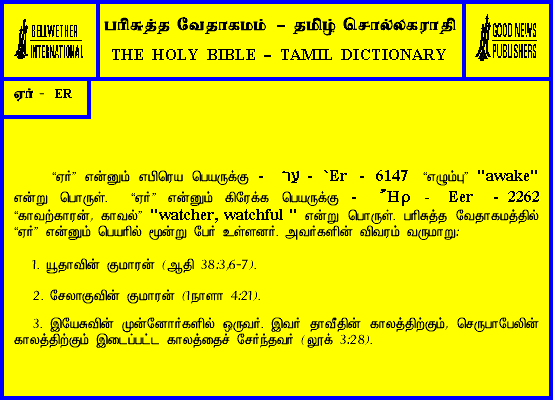 BELLWETHER
INTERNATIONAL
பரிசுத்த வேதாகமம் – தமிழ் சொல்லகராதி
THE HOLY BIBLE – TAMIL DICTIONARY
GOOD NEWS
PUBLISHERS
ஏர் - ER
“ஏர்” என்னும் எபிரெய பெயருக்கு - ער - `Er - 6147 “எழும்பு” "awake"
என்று பொருள். “ஏர்” என்னும் கிரேக்க பெயருக்கு - ῎Ηρ - Eer - 2262
“காவற்காரன், காவல்” "watcher, watchful " என்று பொருள். பரிசுத்த வேதாகமத்தில்
“ஏர்” என்னும் பெயரில் மூன்று பேர் உள்ளனர். அவர்களின் விவரம் வருமாறு:
1. யூதாவின் குமாரன் (ஆதி 38:3,6-7).
2. சேலாகுவின் குமாரன் (1நாளா 4:21).
3. இயேசுவின் முன்னோர்களில் ஒருவர். இவர் தாவீதின் காலத்திற்கும், செருபாபேலின்
காலத்திற்கும் இடைப்பட்ட காலத்தைச் சேர்ந்தவர் (லூக் 3:28).